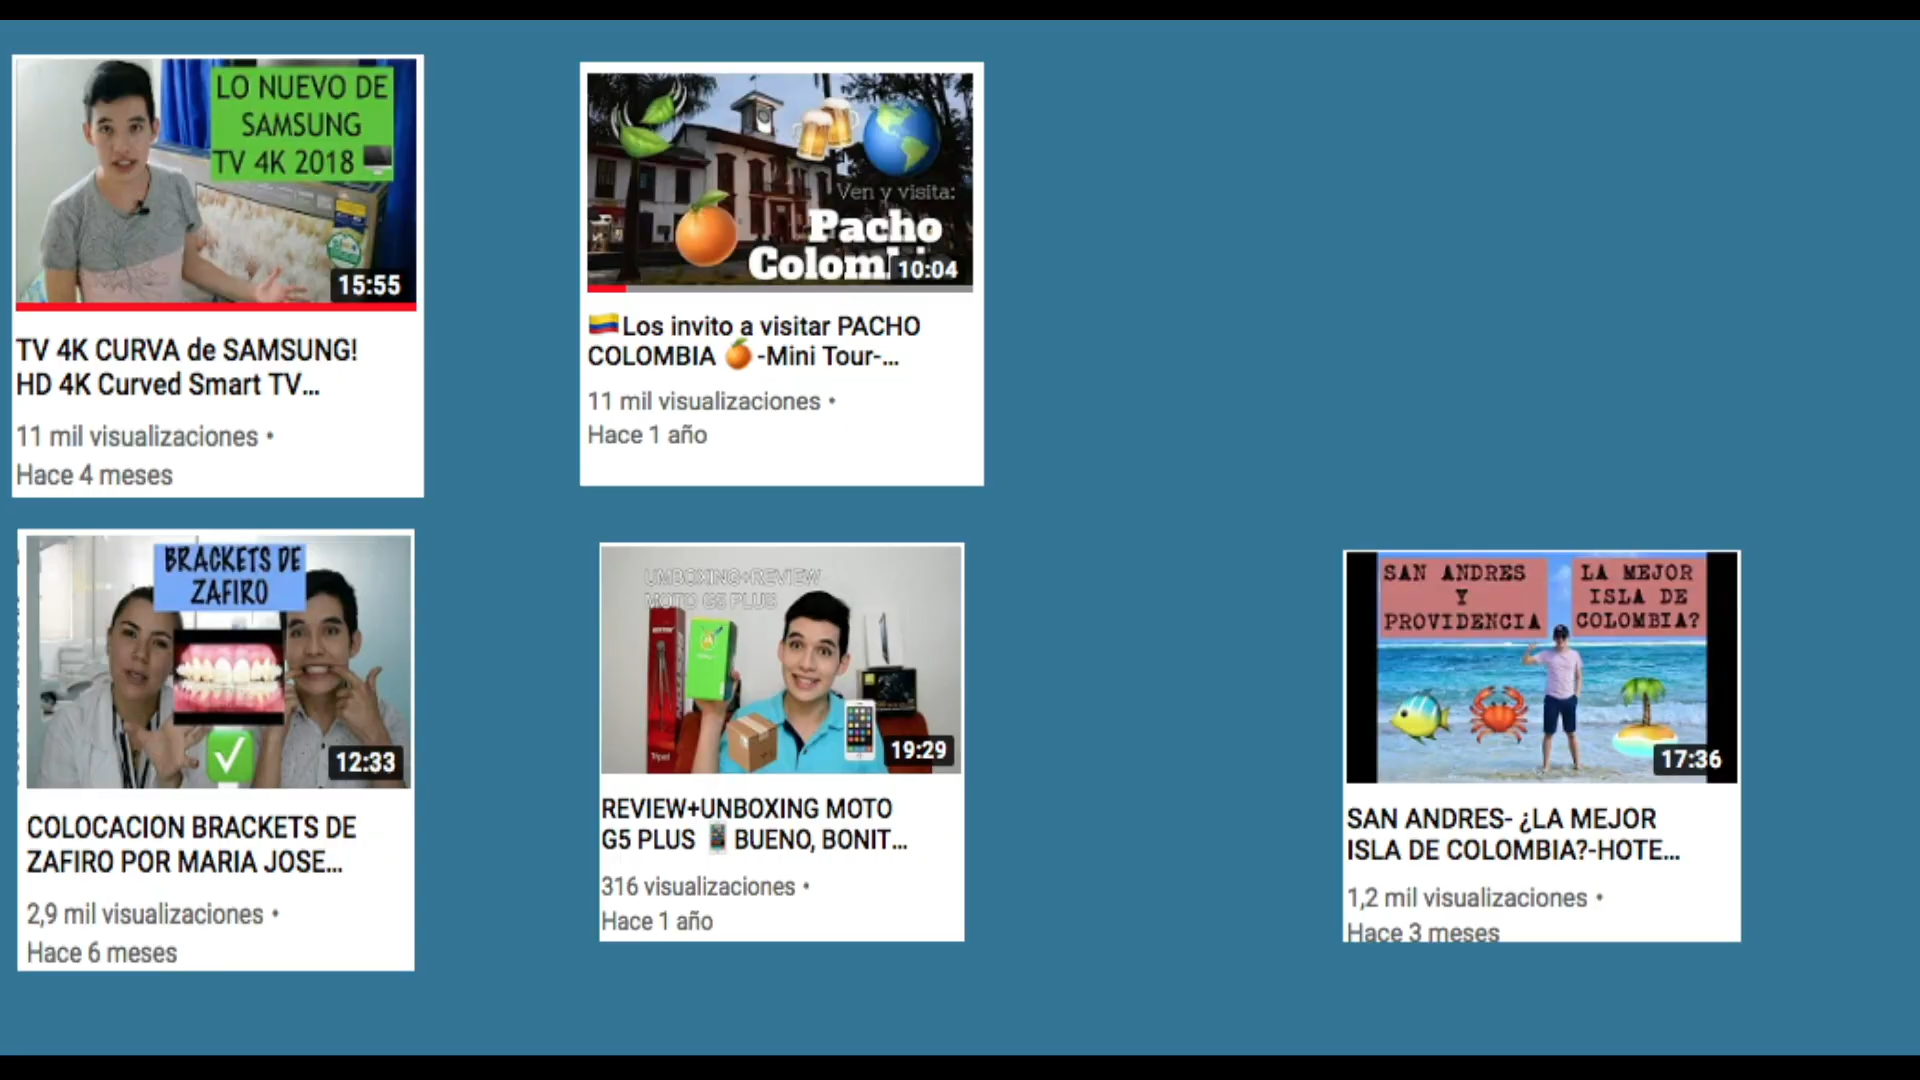 LO NUEVO DE
SAMSUNG
TV 4K 2018
15:55
TV 4K CURVA de SAMSUNG!
HD 4K Curved Smart TV...
11 mil visualizaciones •
Hace 4 meses
Ven y visita:
Pacho
Colom
10:04
Los invito a visitar PACHO
COLOMBIA 🍊 -Mini Tour-...
11 mil visualizaciones •
Hace 1 año
BRACKETS DE
ZAFIRO
12:33
COLOCACION BRACKETS DE
ZAFIRO POR MARIA JOSE...
2,9 mil visualizaciones •
Hace 6 meses
UMBOXING+REVIEW
MOTO G5 PLUS
Tripod
19:29
REVIEW+UNBOXING MOTO
G5 PLUS 📱 BUENO, BONIT...
316 visualizaciones •
Hace 1 año
SAN ANDRES
Y
PROVIDENCIA
LA MEJOR
ISLA DE
COLOMBIA?
17:36
SAN ANDRES- ¿LA MEJOR
ISLA DE COLOMBIA?-HOTE...
1,2 mil visualizaciones •
Hace 3 meses